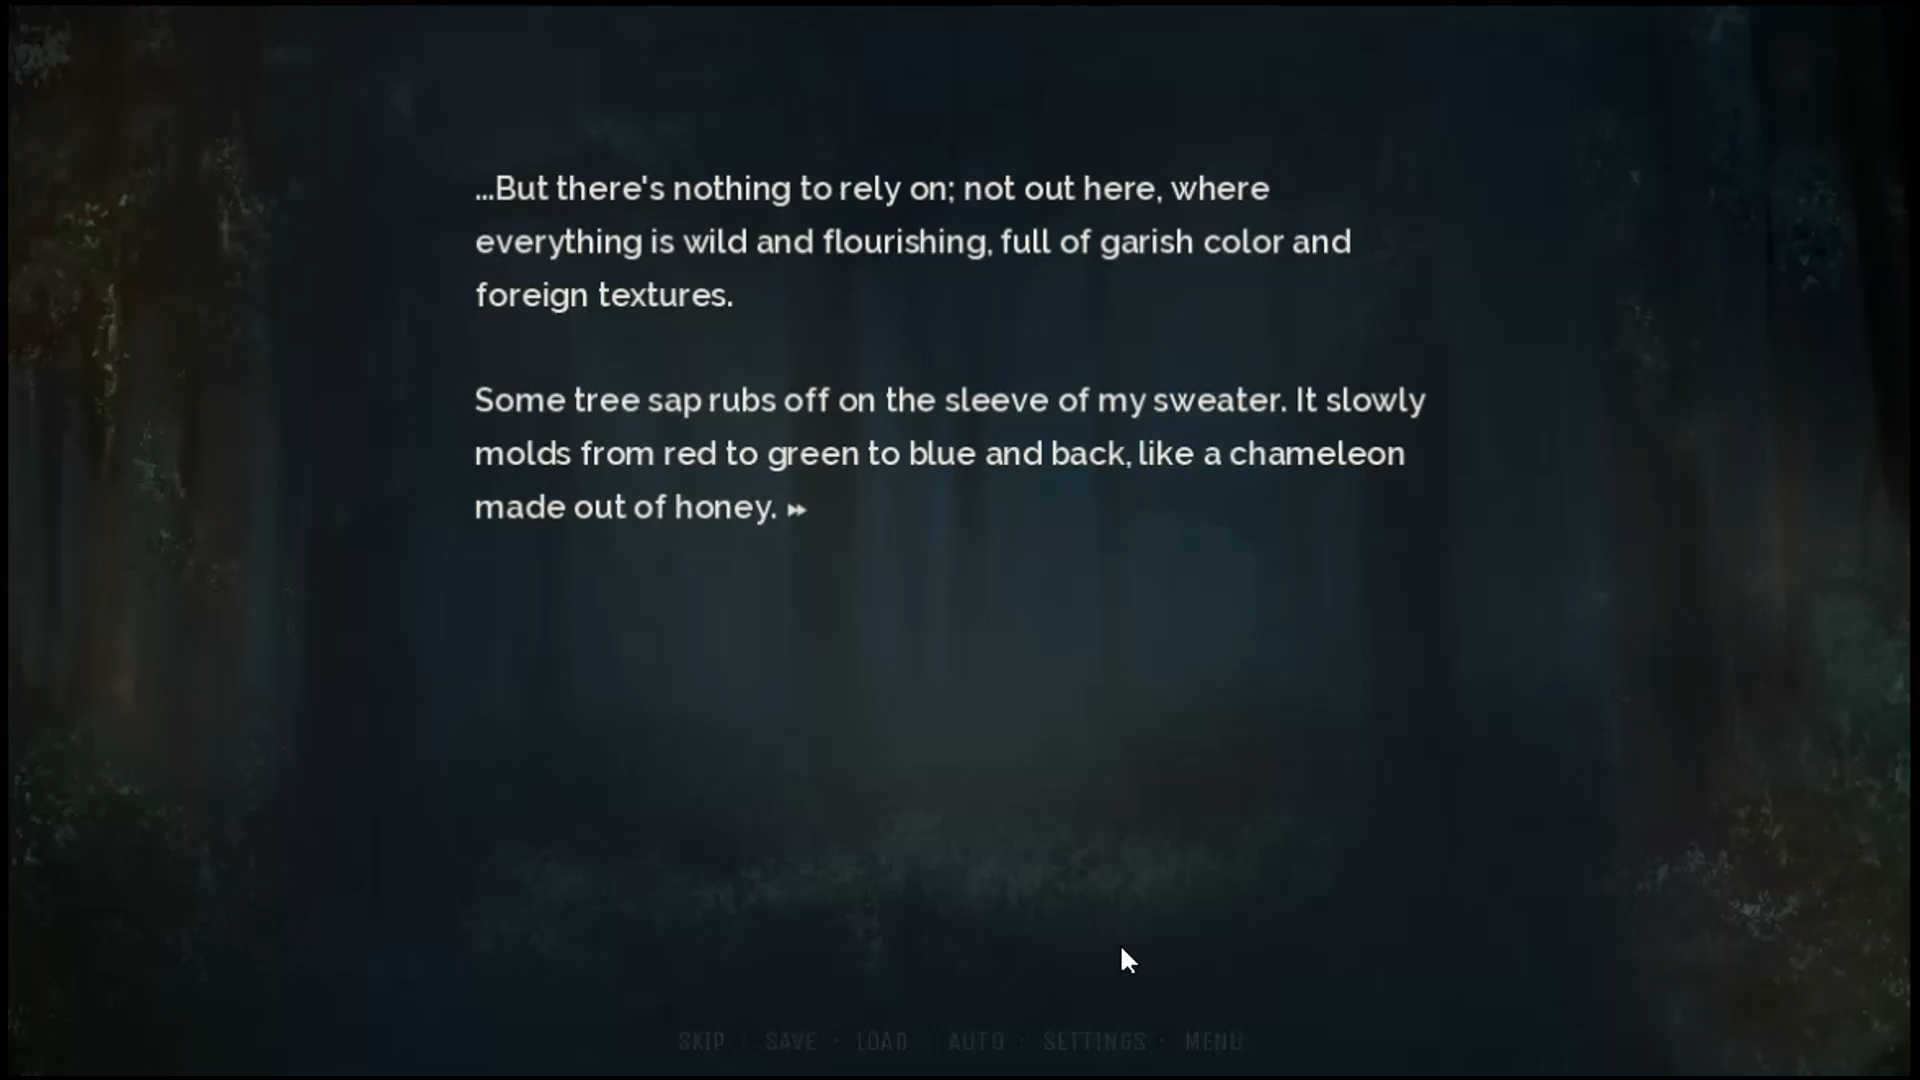 ...But there's nothing to rely on; not out here, where
everything is wild and flourishing, full of garish color and
foreign textures.
Some tree sap rubs off on the sleeve of my sweater. It slowly
molds from red to green to blue and back, like a chameleon
made out of honey.
SKIP · SAVE · LOAD · AUTO · SETTINGS · MENU